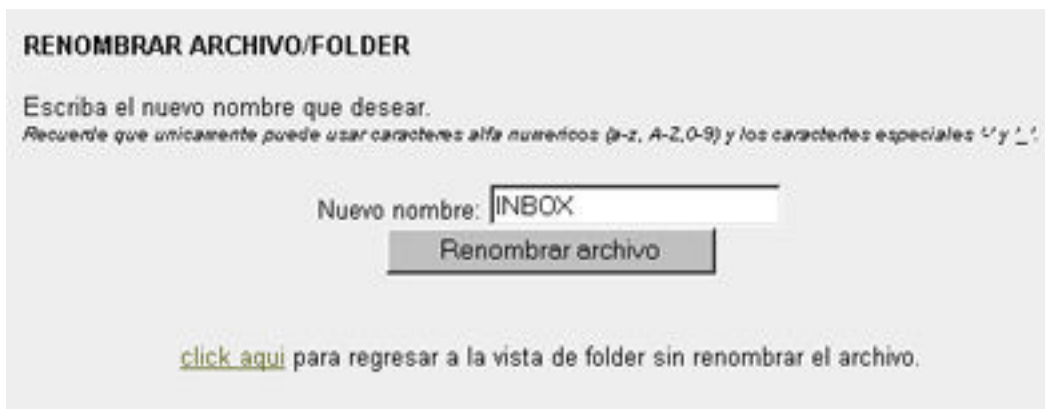 RENOMBRAR ARCHIVO/FOLDER
Escriba el nuevo nombre que desear.
Recuerde que unicamente puede usar caracteres alfa numericos (a-z, A-Z,0-9) y los caractertes especiales '-' y '_'.
Nuevo nombre: INBOX
Renombrar archivo
click aqui para regresar a la vista de folder sin renombrar el archivo.